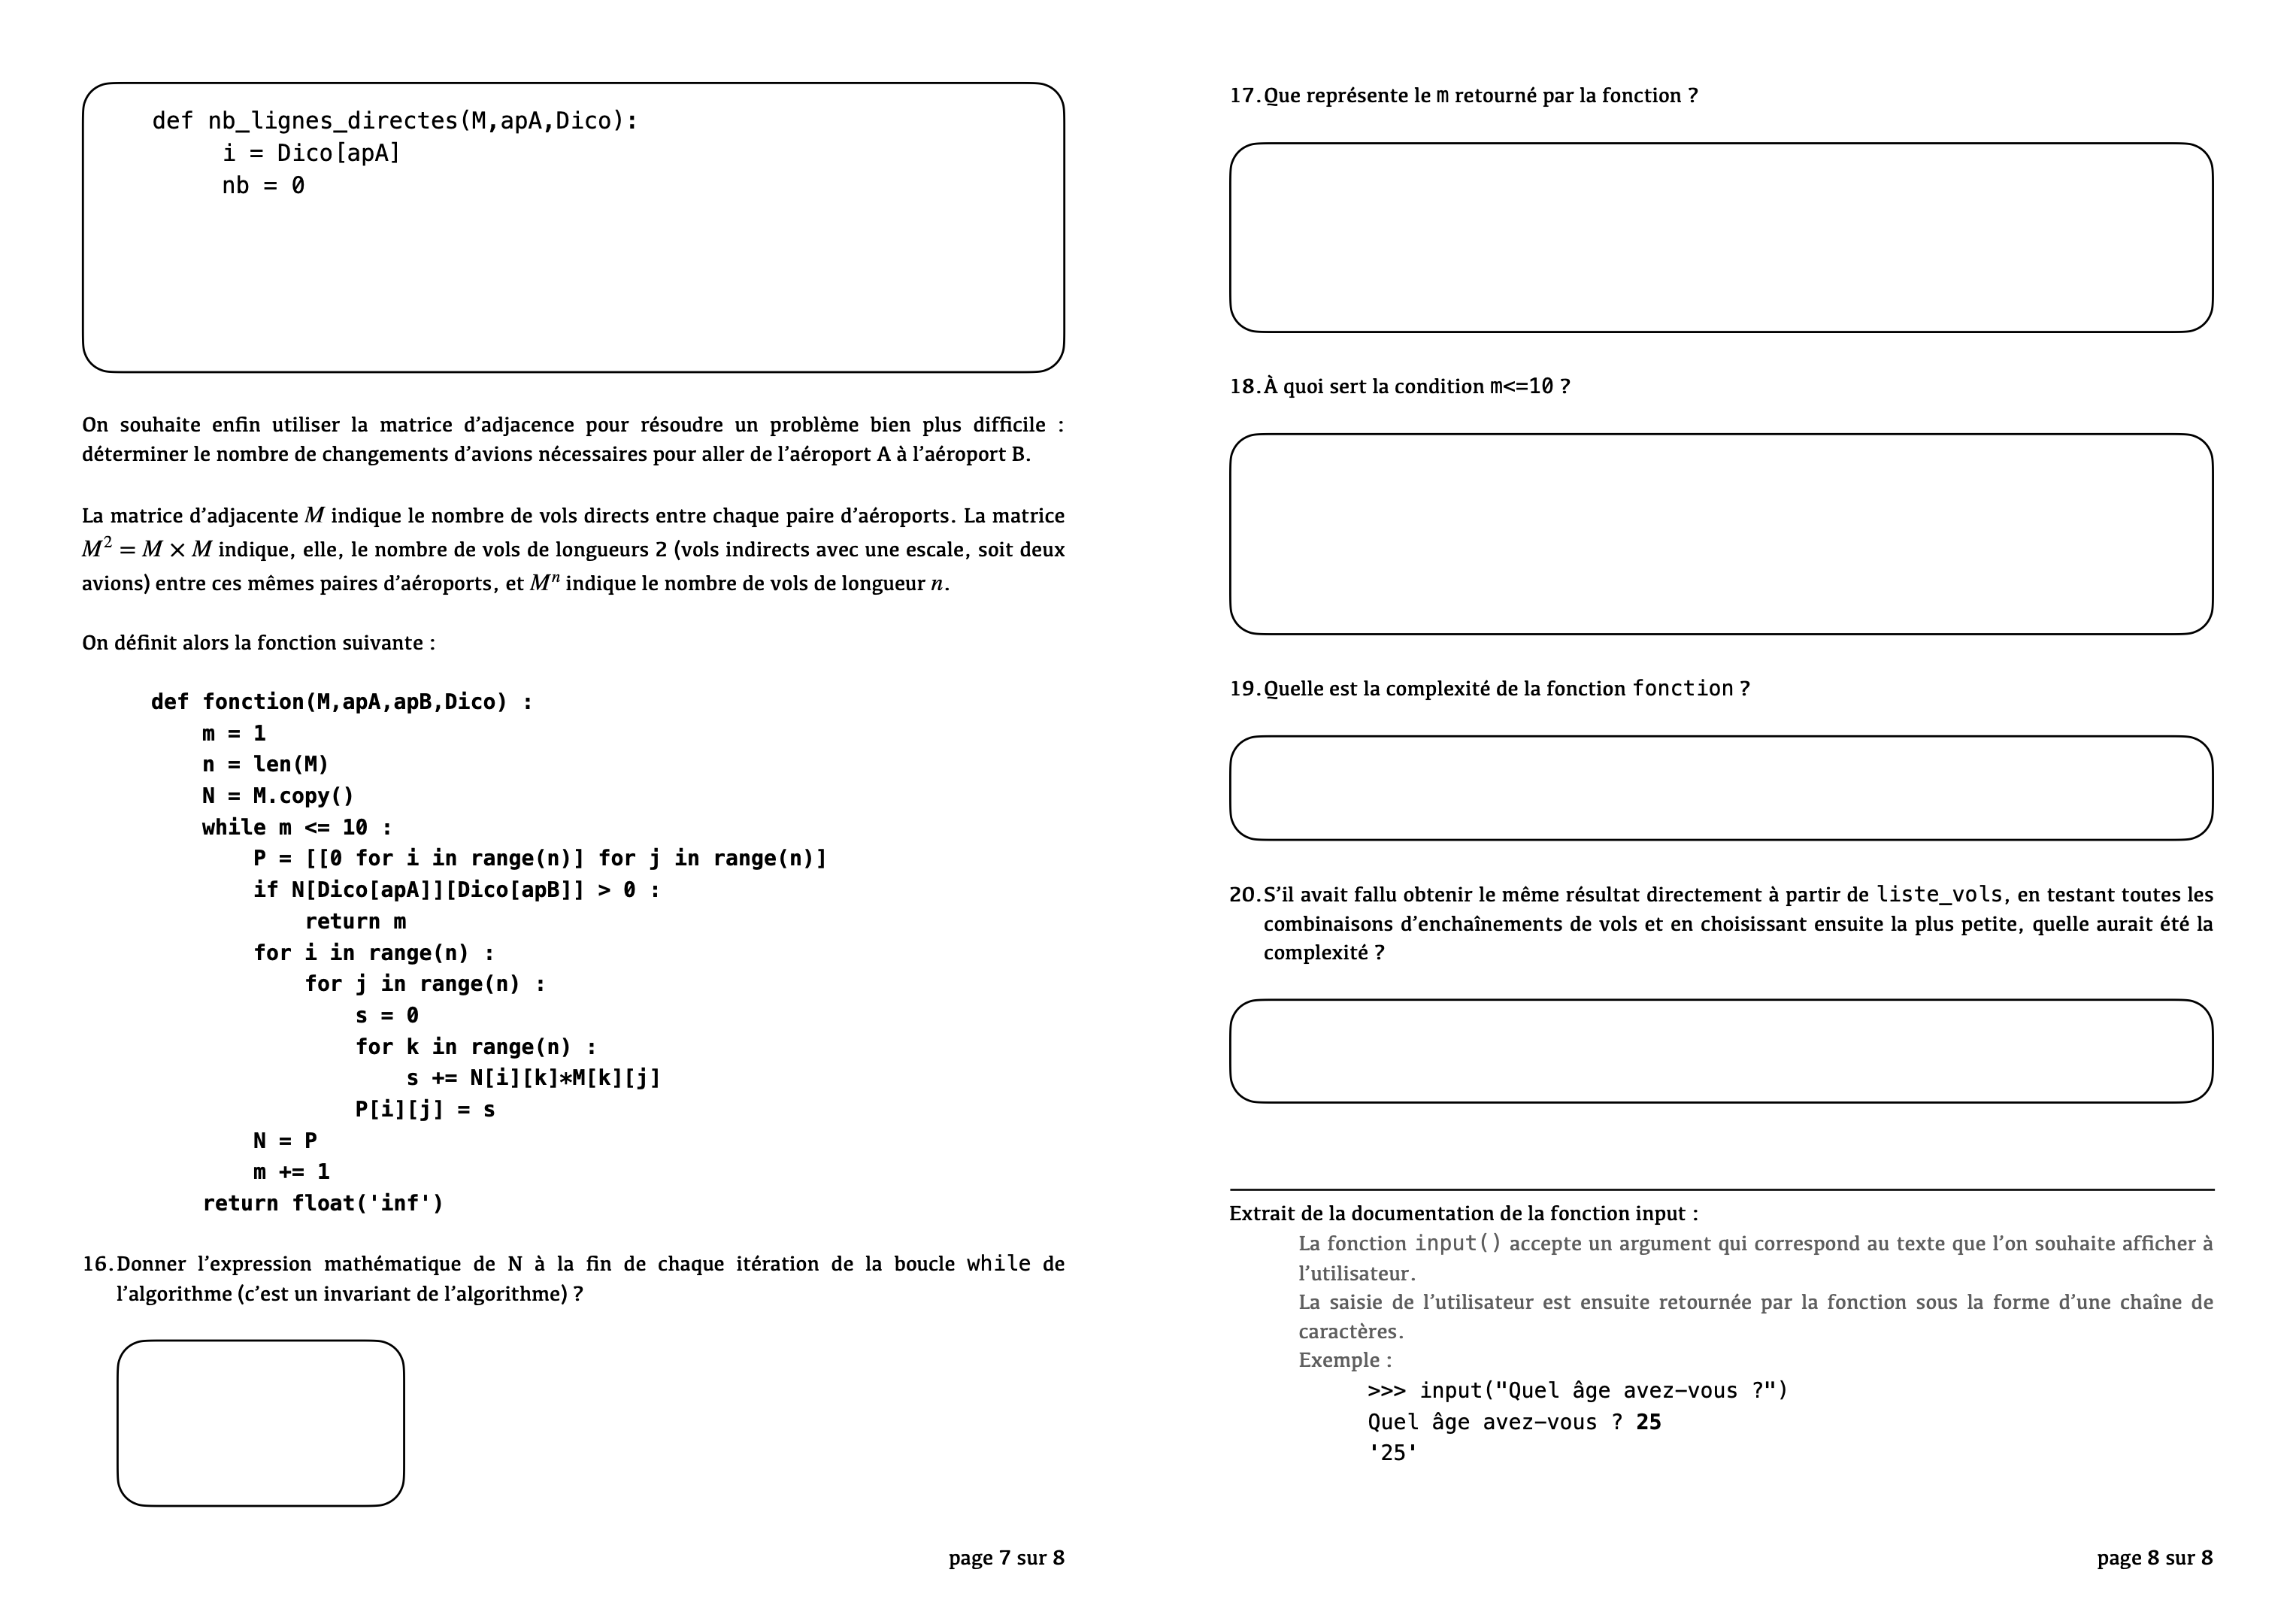 def nb_lignes_directes(M,apA,Dico):
i = Dico[apA]
nb = 0
On souhaite enfin utiliser la matrice d'adjacence pour résoudre un problème bien plus difficile :
déterminer le nombre de changements d'avions nécessaires pour aller de l'aéroport A à l'aéroport B.
La matrice d'adjacente M indique le nombre de vols directs entre chaque paire d'aéroports. La matrice
M² = M × M indique, elle, le nombre de vols de longueurs 2 (vols indirects avec une escale, soit deux
avions) entre ces mêmes paires d'aéroports, et Mⁿ indique le nombre de vols de longueur n.
On définit alors la fonction suivante :
def fonction(M,apA,apB,Dico) :
m = 1
n = len(M)
N = M.copy()
while m <= 10 :
P = [[0 for i in range(n)] for j in range(n)]
if N[Dico[apA]][Dico[apB]] > 0 :
return m
for i in range(n) :
for j in range(n) :
s = 0
for k in range(n) :
s += N[i][k]*M[k][j]
P[i][j] = s
N = P
m += 1
return float('inf')
16. Donner l'expression mathématique de N à la fin de chaque itération de la boucle while de
l'algorithme (c'est un invariant de l'algorithme) ?
page 7 sur 8
17. Que représente le m retourné par la fonction ?
18. À quoi sert la condition m<=10 ?
19. Quelle est la complexité de la fonction fonction ?
20. S'il avait fallu obtenir le même résultat directement à partir de liste_vols, en testant toutes les
combinaisons d'enchaînements de vols et en choisissant ensuite la plus petite, quelle aurait été la
complexité ?
Extrait de la documentation de la fonction input :
La fonction input() accepte un argument qui correspond au texte que l'on souhaite afficher à
l'utilisateur.
La saisie de l'utilisateur est ensuite retournée par la fonction sous la forme d'une chaîne de
caractères.
Exemple :
>>> input("Quel âge avez-vous ?")
Quel âge avez-vous ? 25
'25'
page 8 sur 8